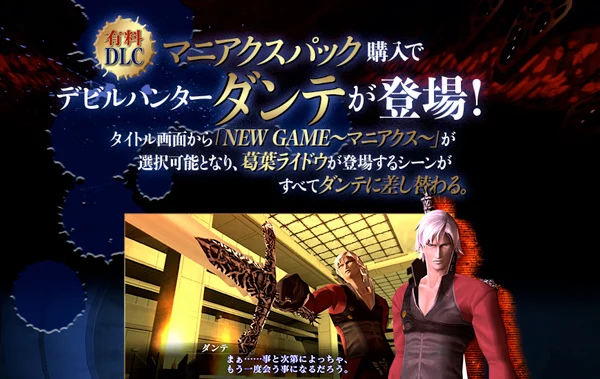 有料
DLC
マニアクスパック購入で
デビルハンターダンテが登場!
タイトル画面から「NEW GAME～マニアクス～」が
選択可能となり、葛葉ライドウが登場するシーンが
すべてダンテに差し替わる。
ダンテ
まぁ……事と次第によっちゃ、
もう一度会う事になるだろう。